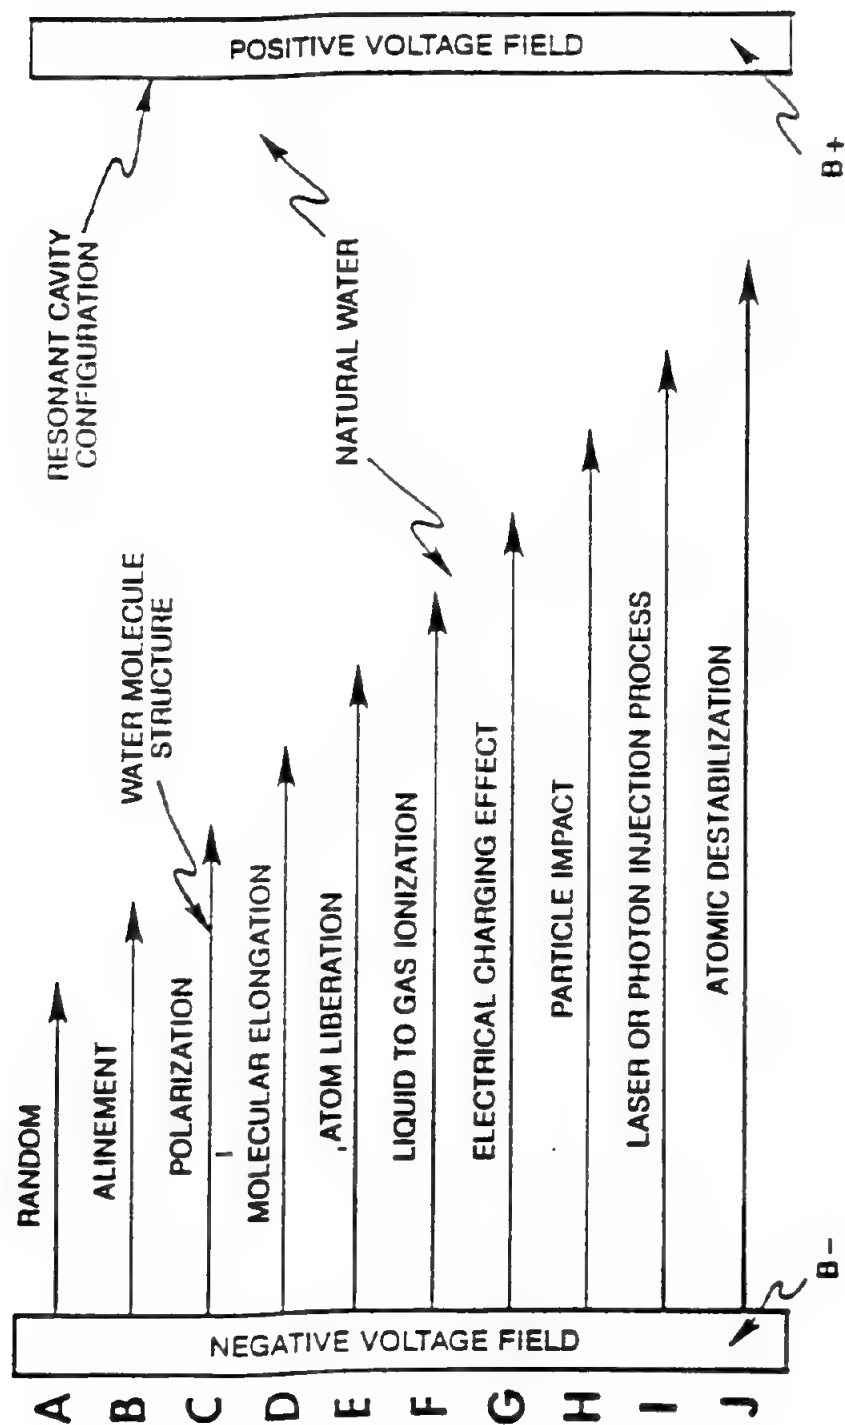 POSITIVE VOLTAGE FIELD
B+
RESONANT CAVITY
CONFIGURATION
NATURAL WATER
WATER MOLECULE
STRUCTURE
A
RANDOM
B
ALINEMENT
C
POLARIZATION
D
MOLECULAR ELONGATION
E
ATOM LIBERATION
F
LIQUID TO GAS IONIZATION
G
ELECTRICAL CHARGING EFFECT
H
PARTICLE IMPACT
I
LASER OR PHOTON INJECTION PROCESS
J
ATOMIC DESTABILIZATION
NEGATIVE VOLTAGE FIELD
B-